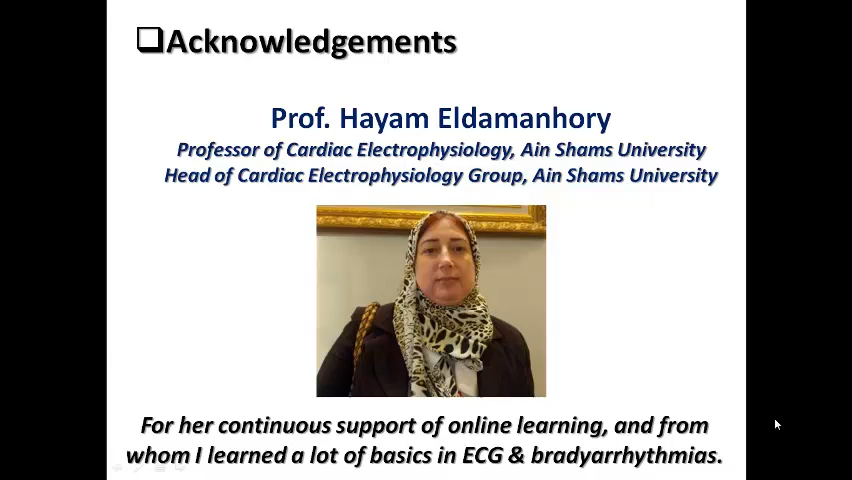 Acknowledgements
Prof. Hayam Eldamanhory
Professor of Cardiac Electrophysiology, Ain Shams University
Head of Cardiac Electrophysiology Group, Ain Shams University
For her continuous support of online learning, and from
whom I learned a lot of basics in ECG & bradyarrhythmias.